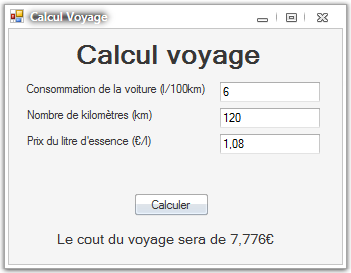 Calcul Voyage
Calcul voyage
Consommation de la voiture (l/100km) 6
Nombre de kilomètres (km) 120
Prix du litre d'essence (€/l) 1,08
Calculer
Le cout du voyage sera de 7,776€